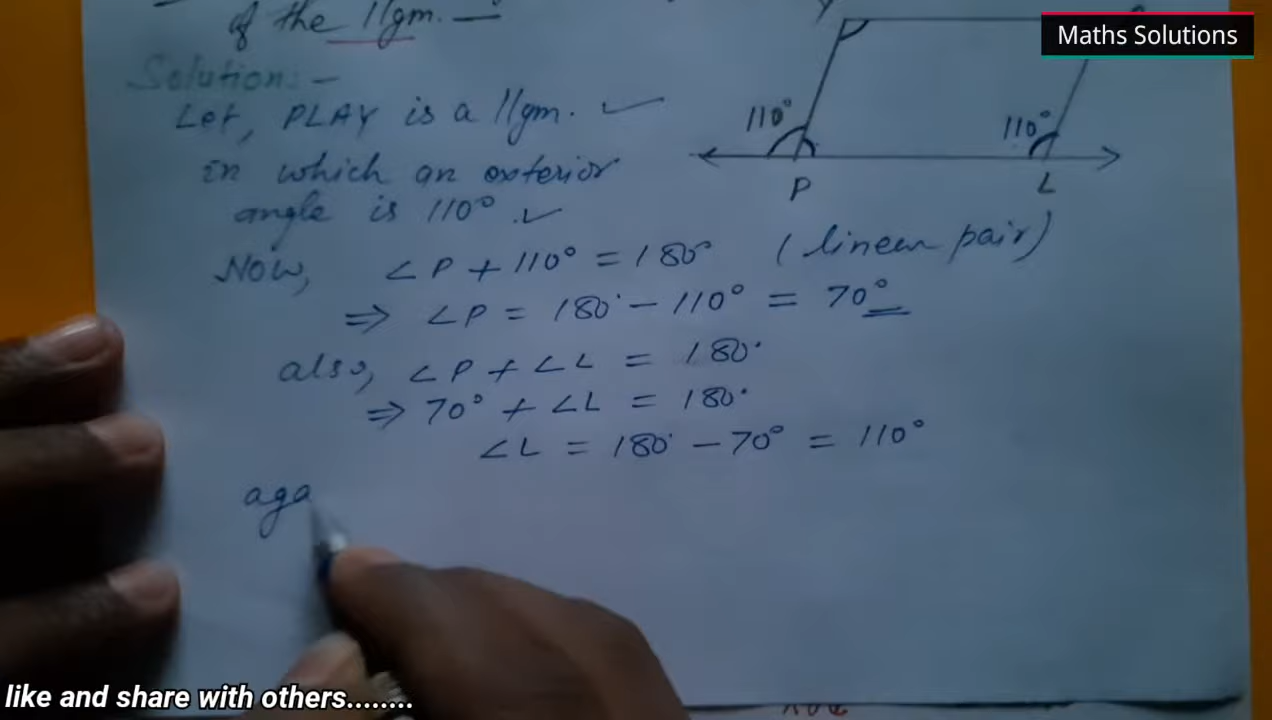 of the ||gm. —
Maths Solutions
Solution:-
Let, PLAY is a ||gm.
in which an exterior
angle is 110°.
110°
110°
P
L
Now, ∠P + 110° = 180° (linear pair)
⇒ ∠P = 180° - 110° = 70°
also, ∠P + ∠L = 180°
⇒ 70° + ∠L = 180°
∠L = 180° - 70° = 110°
aga
like and share with others........